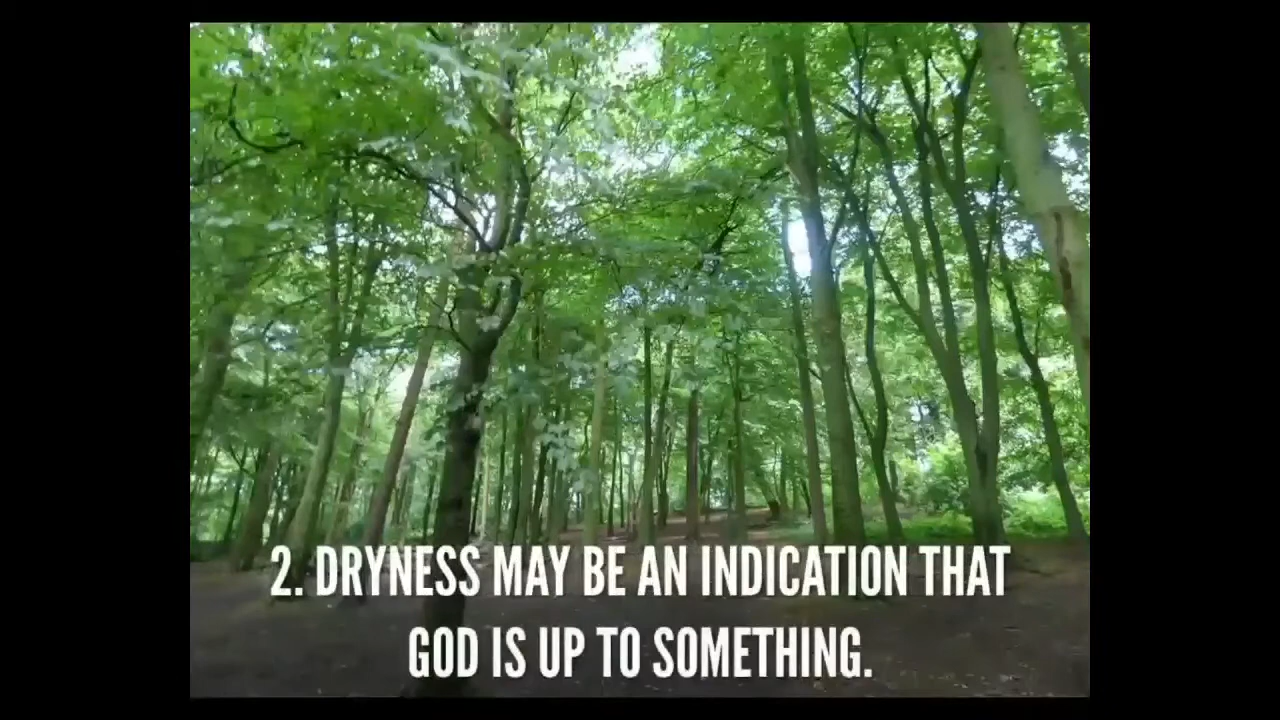 2. DRYNESS MAY BE AN INDICATION THAT
GOD IS UP TO SOMETHING.